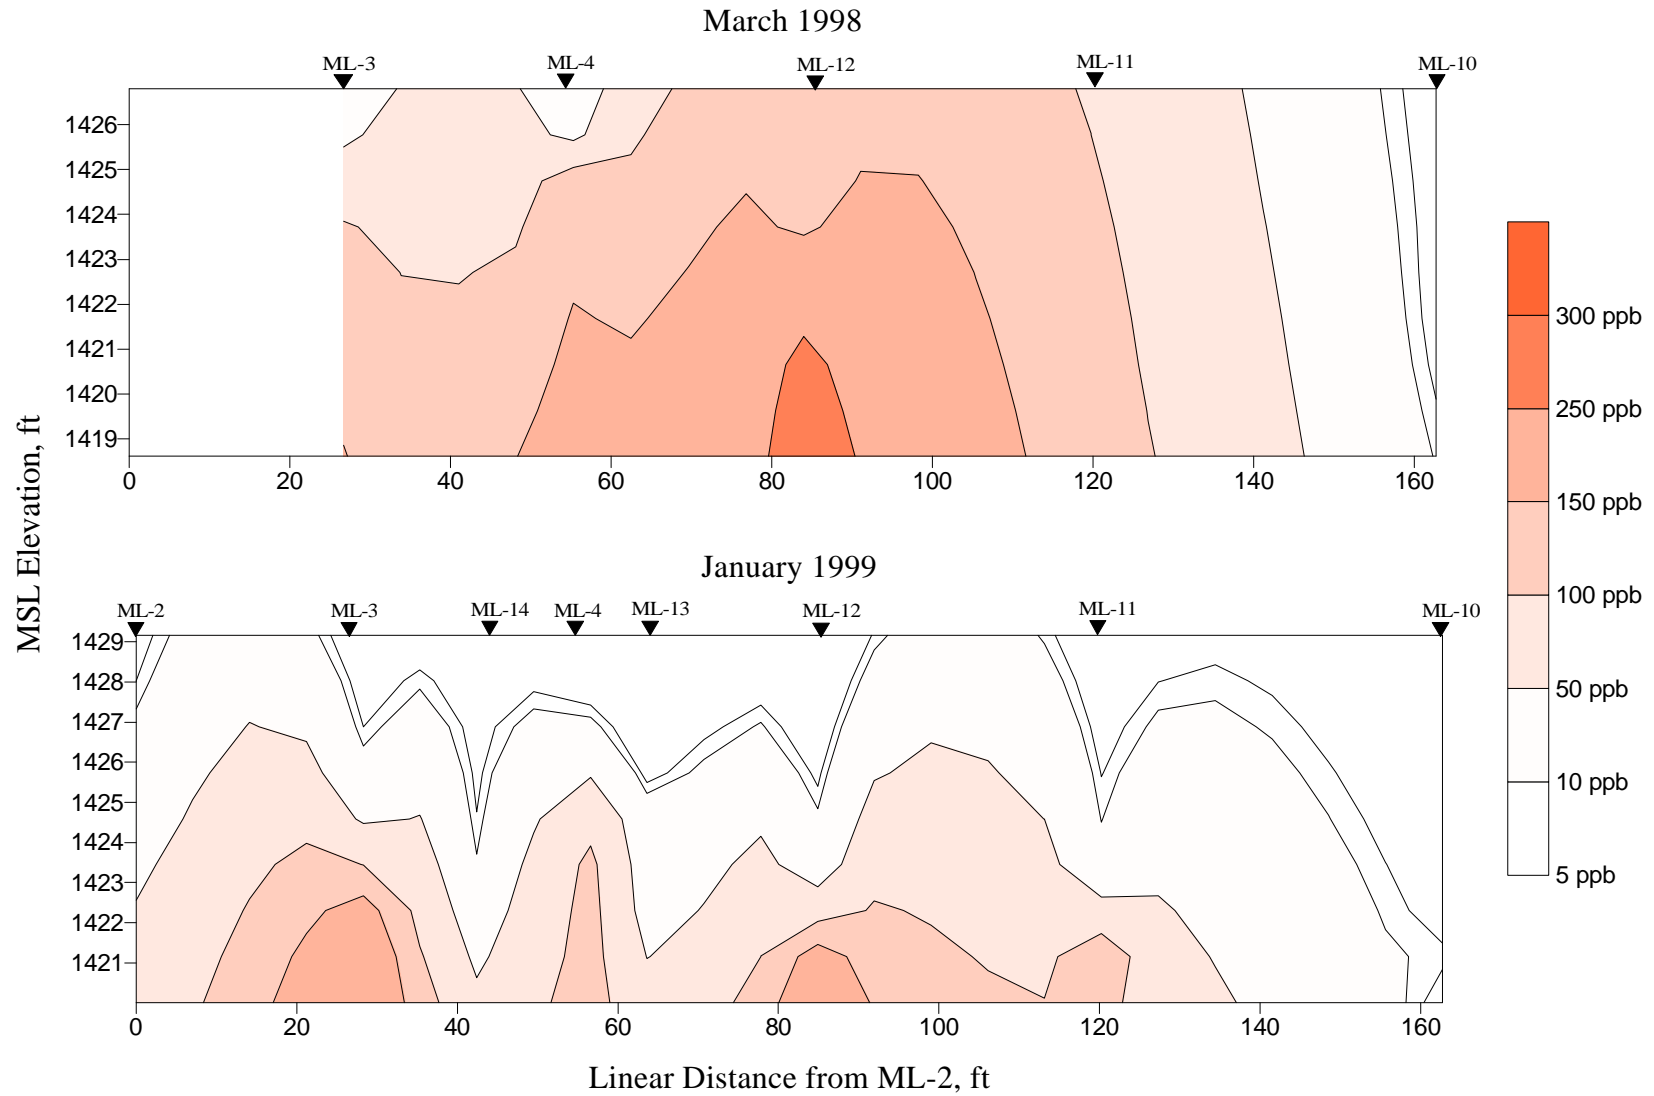 March 1998
ML-3 ML-4 ML-12 ML-11 ML-10
1426
1425
1424
1423
1422
1421
1420
1419
0 20 40 60 80 100 120 140 160
MSL Elevation, ft
300 ppb
250 ppb
150 ppb
100 ppb
50 ppb
10 ppb
5 ppb
January 1999
ML-2 ML-3 ML-14 ML-4 ML-13 ML-12 ML-11 ML-10
1429
1428
1427
1426
1425
1424
1423
1422
1421
0 20 40 60 80 100 120 140 160
Linear Distance from ML-2, ft